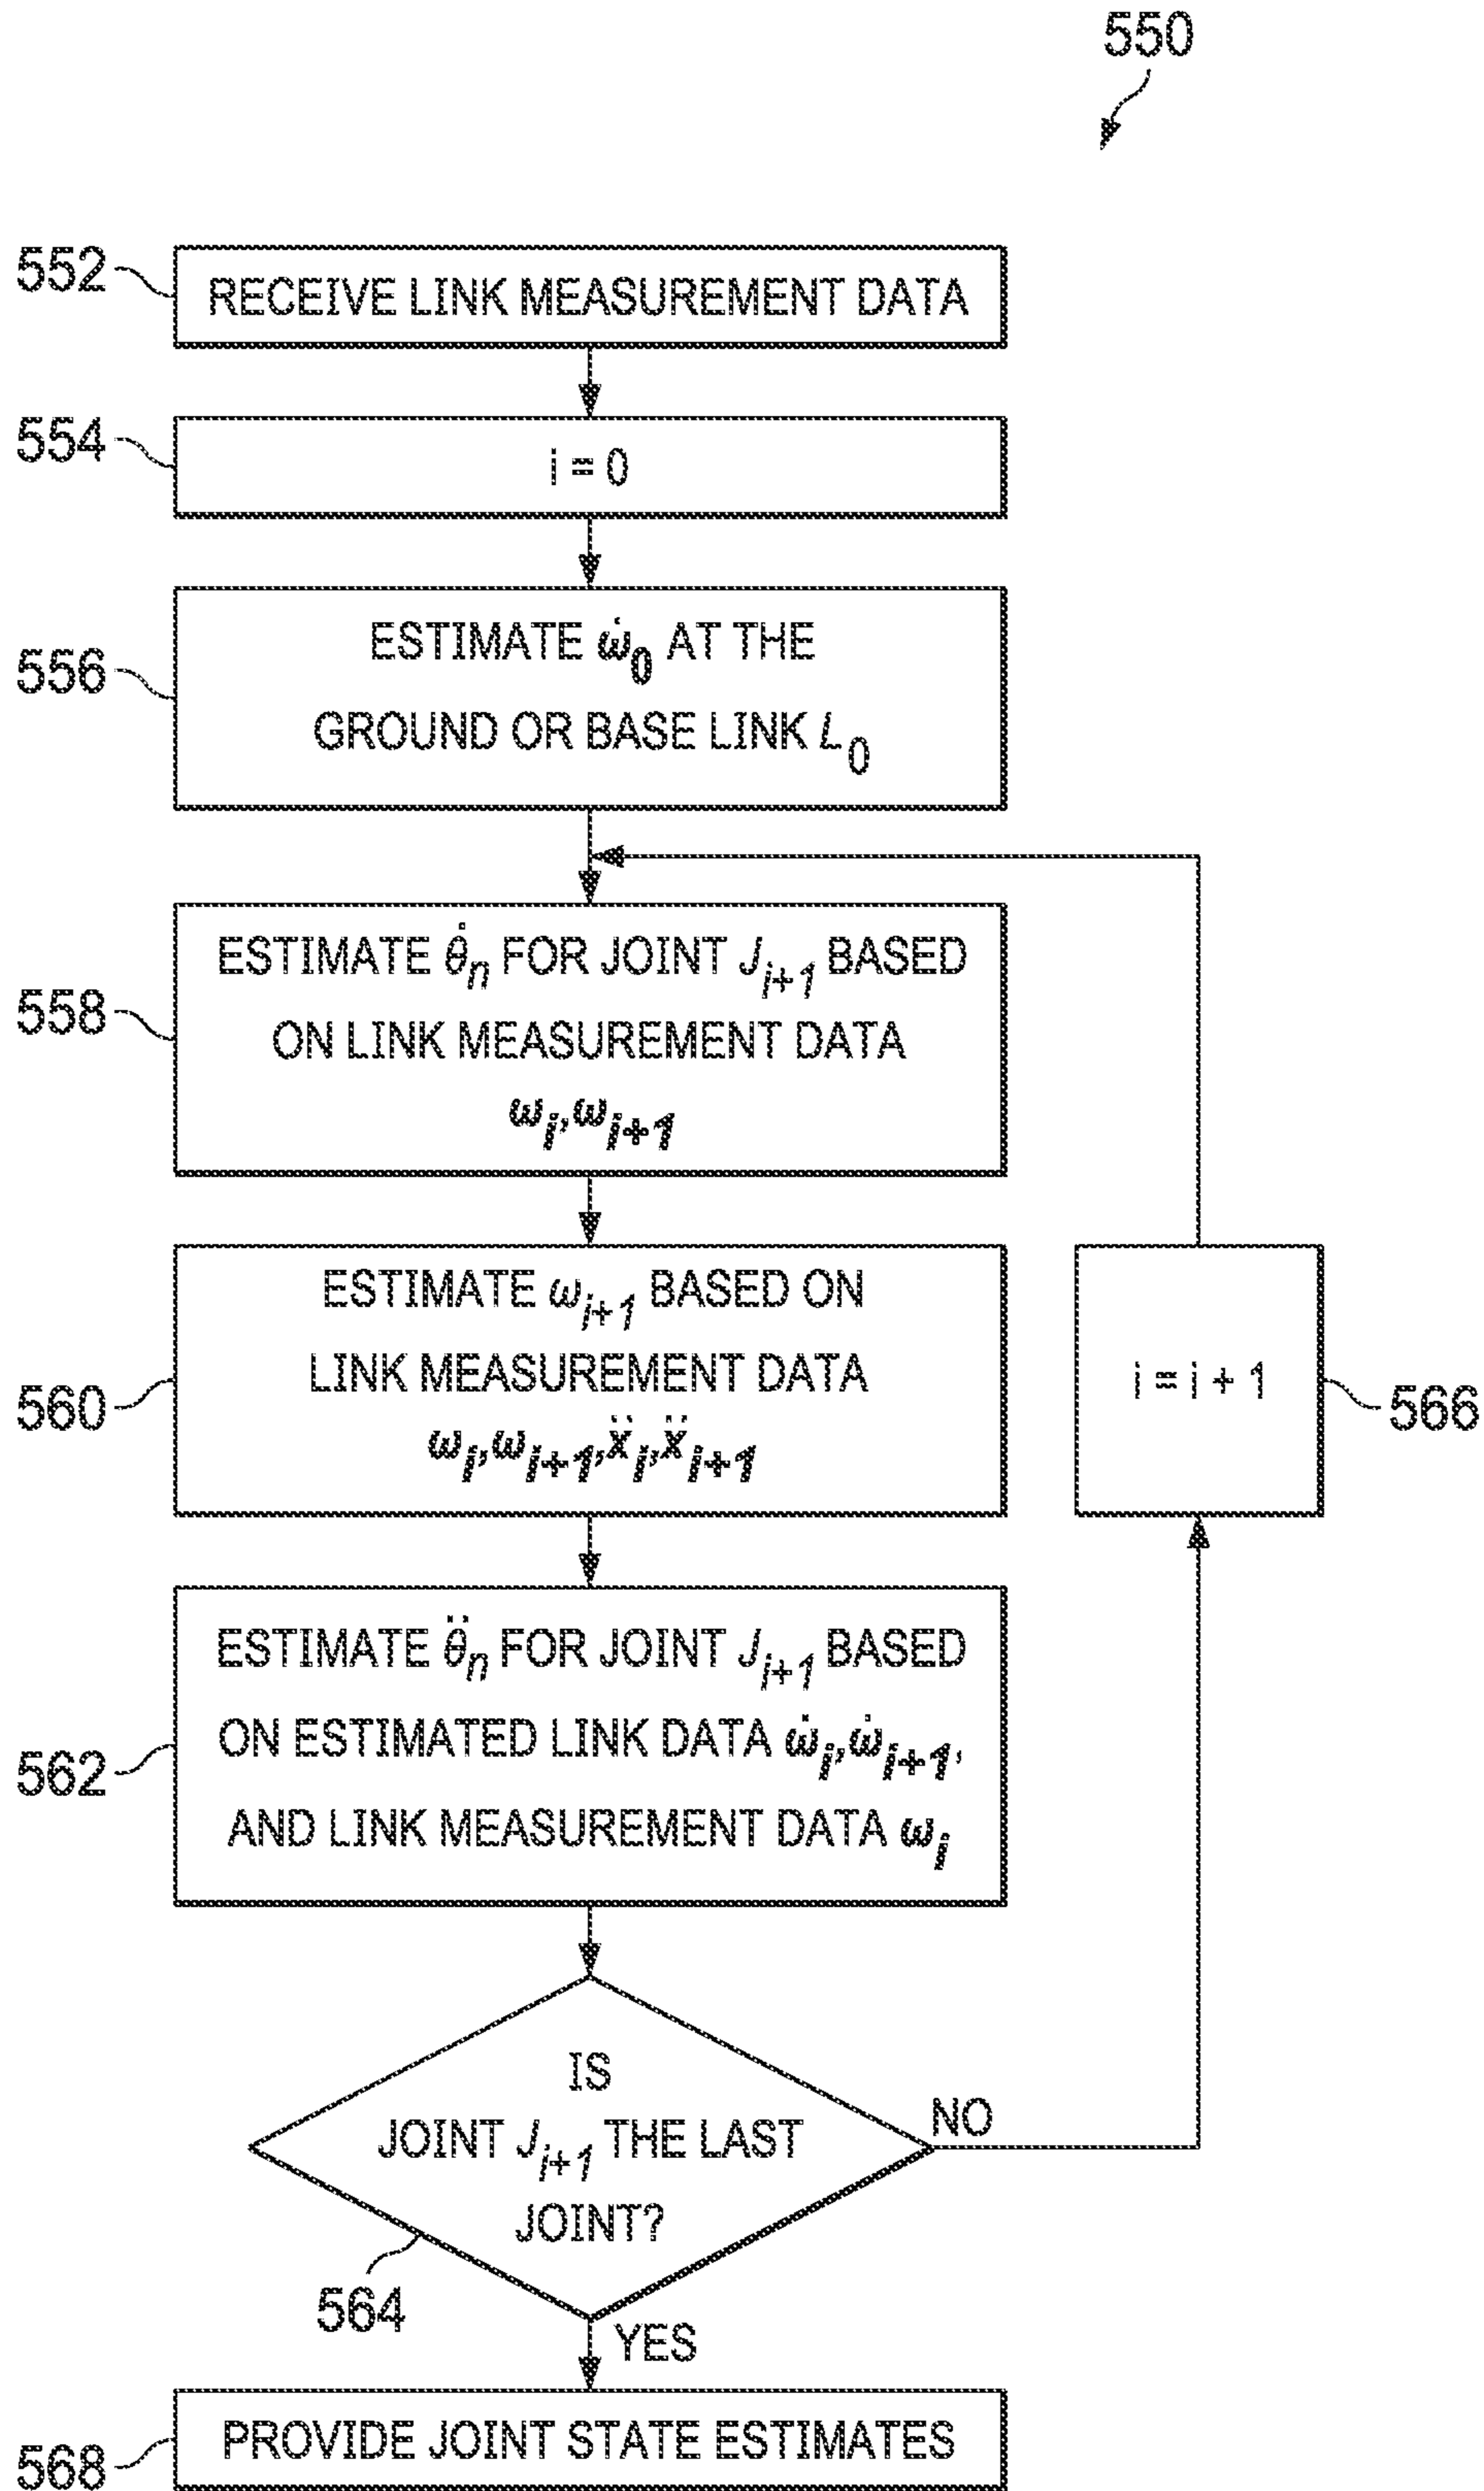 550
552
RECEIVE LINK MEASUREMENT DATA
554
i = 0
556
ESTIMATE ω̇₀ AT THE
GROUND OR BASE LINK L₀
558
ESTIMATE θ̇ₙ FOR JOINT Jᵢ₊₁ BASED
ON LINK MEASUREMENT DATA
ωᵢ,ωᵢ₊₁
560
ESTIMATE ωᵢ₊₁ BASED ON
LINK MEASUREMENT DATA
ωᵢ,ωᵢ₊₁,ẍᵢ,ẍᵢ₊₁
i = i + 1
566
562
ESTIMATE θ̈ₙ FOR JOINT Jᵢ₊₁ BASED
ON ESTIMATED LINK DATA ω̇ᵢ,ω̇ᵢ₊₁,
AND LINK MEASUREMENT DATA ωᵢ
IS
JOINT Jᵢ₊₁ THE LAST
JOINT?
NO
564
YES
568
PROVIDE JOINT STATE ESTIMATES